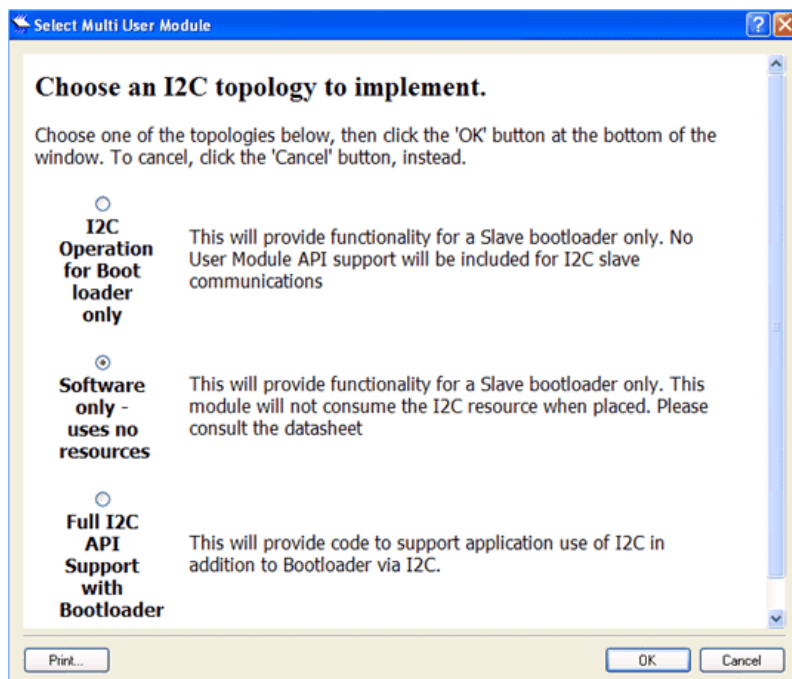 Select Multi User Module
Choose an I2C topology to implement.
Choose one of the topologies below, then click the 'OK' button at the bottom of the
window. To cancel, click the 'Cancel' button, instead.
I2C
Operation
for Boot
loader
only
This will provide functionality for a Slave bootloader only. No
User Module API support will be included for I2C slave
communications
Software
only -
uses no
resources
This will provide functionality for a Slave bootloader only. This
module will not consume the I2C resource when placed. Please
consult the datasheet
Full I2C
API
Support
with
Bootloader
This will provide code to support application use of I2C in
addition to Bootloader via I2C.
Print...
OK
Cancel